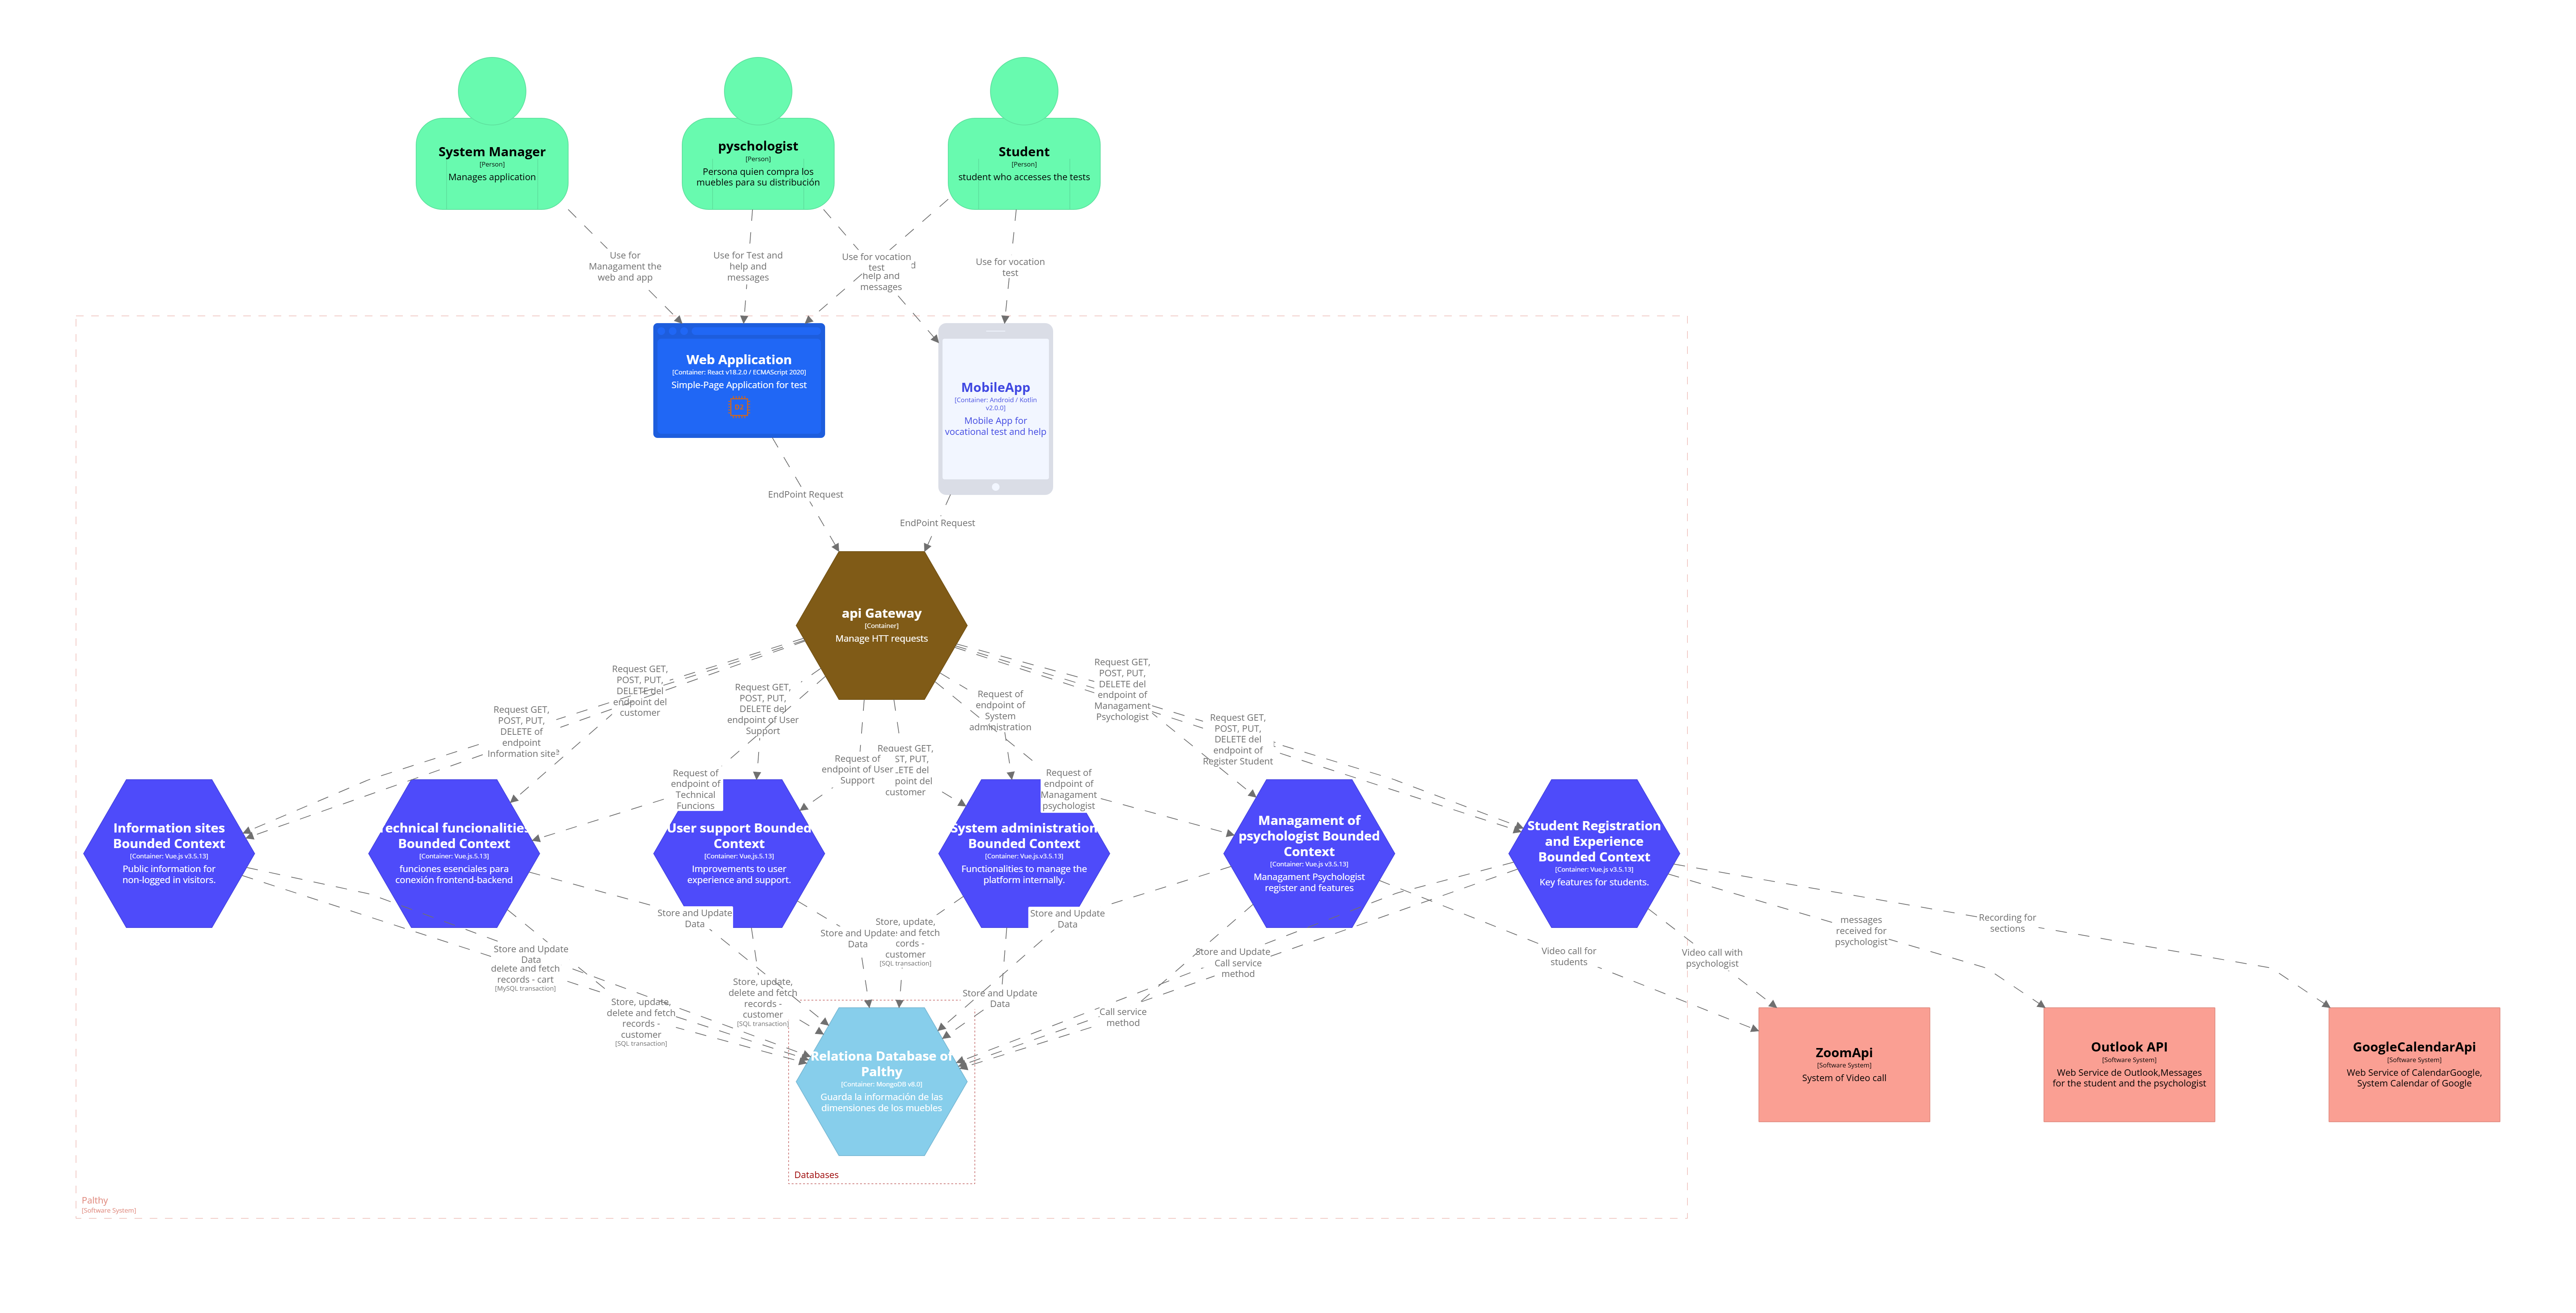 System Manager
[Person]
Manages application
pyschologist
[Person]
Persona quien compra los
muebles para su distribución
Student
[Person]
student who accesses the tests
Use for
Managament the
web and app
Use for Test and
help and
messages
Use for vocation
test
help and
messages
Use for vocation
test
Web Application
[Container: React v18.2.0 / ECMAScript 2020]
Simple-Page Application for test
MobileApp
[Container: Android / Kotlin
v2.0.0]
Mobile App for
vocational test and help
EndPoint Request
EndPoint Request
api Gateway
[Container]
Manage HTT requests
Request GET,
POST, PUT,
DELETE of
endpoint
Information site
Request GET,
POST, PUT,
DELETE del
endpoint del
customer
Request GET,
POST, PUT,
DELETE del
endpoint of User
Support
Request of
endpoint of
Technical
Funcions
Request of
endpoint of User
Support
Request GET,
ST, PUT,
ETE del
point del
customer
Request of
endpoint of
System
administration
Request of
endpoint of
Managament
psychologist
Request GET,
POST, PUT,
DELETE del
endpoint of
Managament
Psychologist
Request GET,
POST, PUT,
DELETE del
endpoint of
Register Student
Information sites
Bounded Context
[Container: Vue.js v3.5.13]
Public information for
non-logged in visitors.
echnical funcionalities
Bounded Context
[Container: Vue.js.5.13]
funciones esenciales para
conexión frontend-backend
User support Bounded
Context
[Container: Vue,js.5.13]
Improvements to user
experience and support.
System administration
Bounded Context
[Container: Vue.js.v3.5.13]
Functionalities to manage the
platform internally.
Managament of
psychologist Bounded
Context
[Container: Vue.js v3.5.13]
Managament Psychologist
register and features
Student Registration
and Experience
Bounded Context
[Container: Vue.js v3.5.13]
Key features for students.
Store and Update
Data
delete and fetch
records - cart
[MySQL transaction]
Store, update,
delete and fetch
records -
customer
[SQL transaction]
Store and Update
Data
Store, update,
delete and fetch
records -
customer
[SQL transaction]
Store and Update
Data
Store, update,
and fetch
cords -
customer
[SQL transaction]
Store and Update
Data
Store and Update
Data
Call service
method
Store and Update
Call service
method
Video call for
students
Video call with
psychologist
messages
received for
psychologist
Recording for
sections
Relationa Database of
Palthy
[Container: MongoDB v8.0]
Guarda la información de las
dimensiones de los muebles
Databases
ZoomApi
[Software System]
System of Video call
Outlook API
[Software System]
Web Service de Outlook,Messages
for the student and the psychologist
GoogleCalendarApi
[Software System]
Web Service of CalendarGoogle,
System Calendar of Google
Palthy
[Software System]